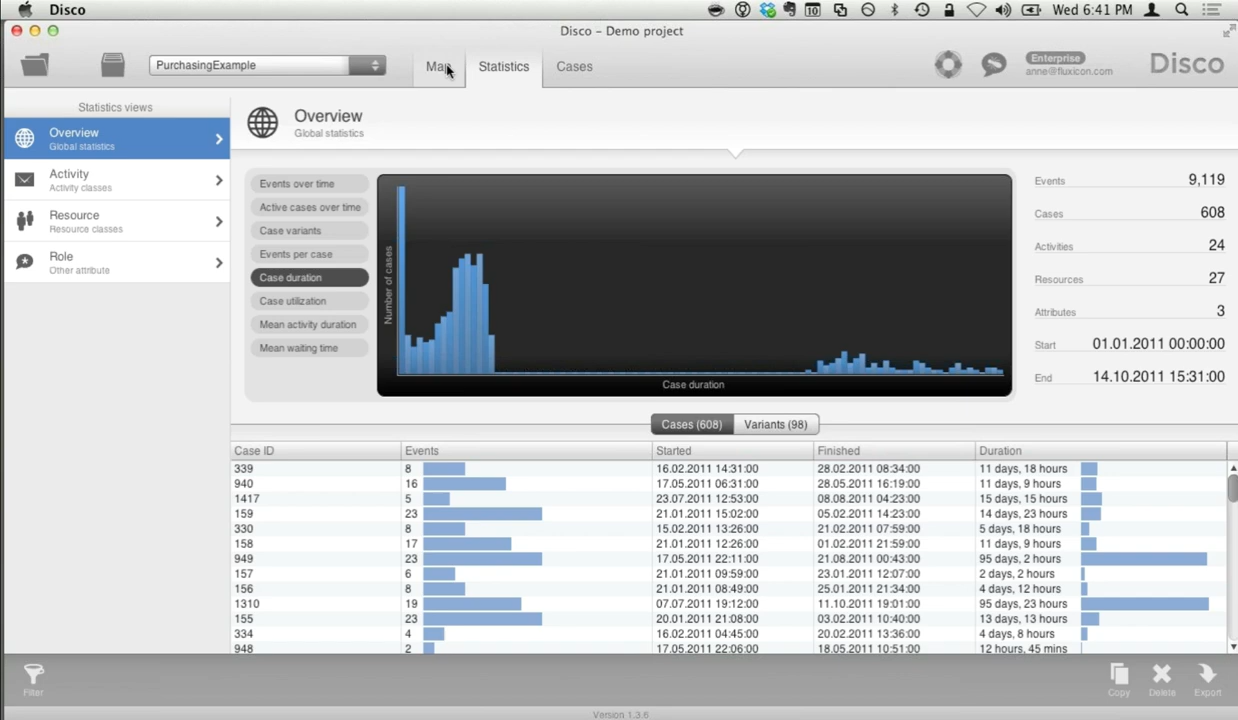 Disco
10
Wed 6:41 PM
Disco – Demo project
PurchasingExample
Map
Statistics
Cases
Enterprise
anne@fluxicon.com
Disco
Statistics views
Overview
Global statistics
Activity
Activity classes
Resource
Resource classes
Role
Other attribute
Overview
Global statistics
Events over time
Active cases over time
Case variants
Events per case
Case duration
Case utilization
Mean activity duration
Mean waiting time
Number of cases
Case duration
Events 9,119
Cases 608
Activities 24
Resources 27
Attributes 3
Start 01.01.2011 00:00:00
End 14.10.2011 15:31:00
Cases (608) Variants (98)
Case ID Events Started Finished Duration
339 8 16.02.2011 14:31:00 28.02.2011 08:34:00 11 days, 18 hours
940 16 17.05.2011 06:31:00 28.05.2011 16:19:00 11 days, 9 hours
1417 5 23.07.2011 12:53:00 08.08.2011 04:23:00 15 days, 15 hours
159 23 21.01.2011 15:02:00 05.02.2011 14:23:00 14 days, 23 hours
330 8 15.02.2011 13:26:00 21.02.2011 07:59:00 5 days, 18 hours
158 17 21.01.2011 12:26:00 01.02.2011 21:59:00 11 days, 9 hours
949 23 17.05.2011 22:11:00 21.08.2011 00:43:00 95 days, 2 hours
157 6 21.01.2011 09:59:00 23.01.2011 12:07:00 2 days, 2 hours
156 8 21.01.2011 08:49:00 25.01.2011 21:34:00 4 days, 12 hours
1310 19 07.07.2011 19:12:00 11.10.2011 19:01:00 95 days, 23 hours
155 23 20.01.2011 21:08:00 03.02.2011 10:40:00 13 days, 13 hours
334 4 16.02.2011 04:45:00 20.02.2011 13:36:00 4 days, 8 hours
948 2 17.05.2011 22:06:00 18.05.2011 10:51:00 12 hours, 45 mins
Filter
Copy
Delete
Export
Version 1.3.6